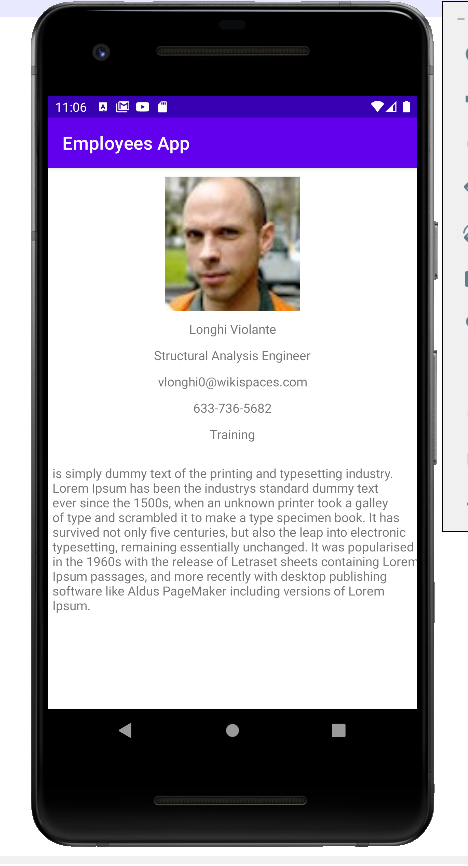 11:06
Employees App
Longhi Violante
Structural Analysis Engineer
vlonghi0@wikispaces.com
633-736-5682
Training
is simply dummy text of the printing and typesetting industry.
Lorem Ipsum has been the industrys standard dummy text
ever since the 1500s, when an unknown printer took a galley
of type and scrambled it to make a type specimen book. It has
survived not only five centuries, but also the leap into electronic
typesetting, remaining essentially unchanged. It was popularised
in the 1960s with the release of Letraset sheets containing Lorem
Ipsum passages, and more recently with desktop publishing
software like Aldus PageMaker including versions of Lorem
Ipsum.